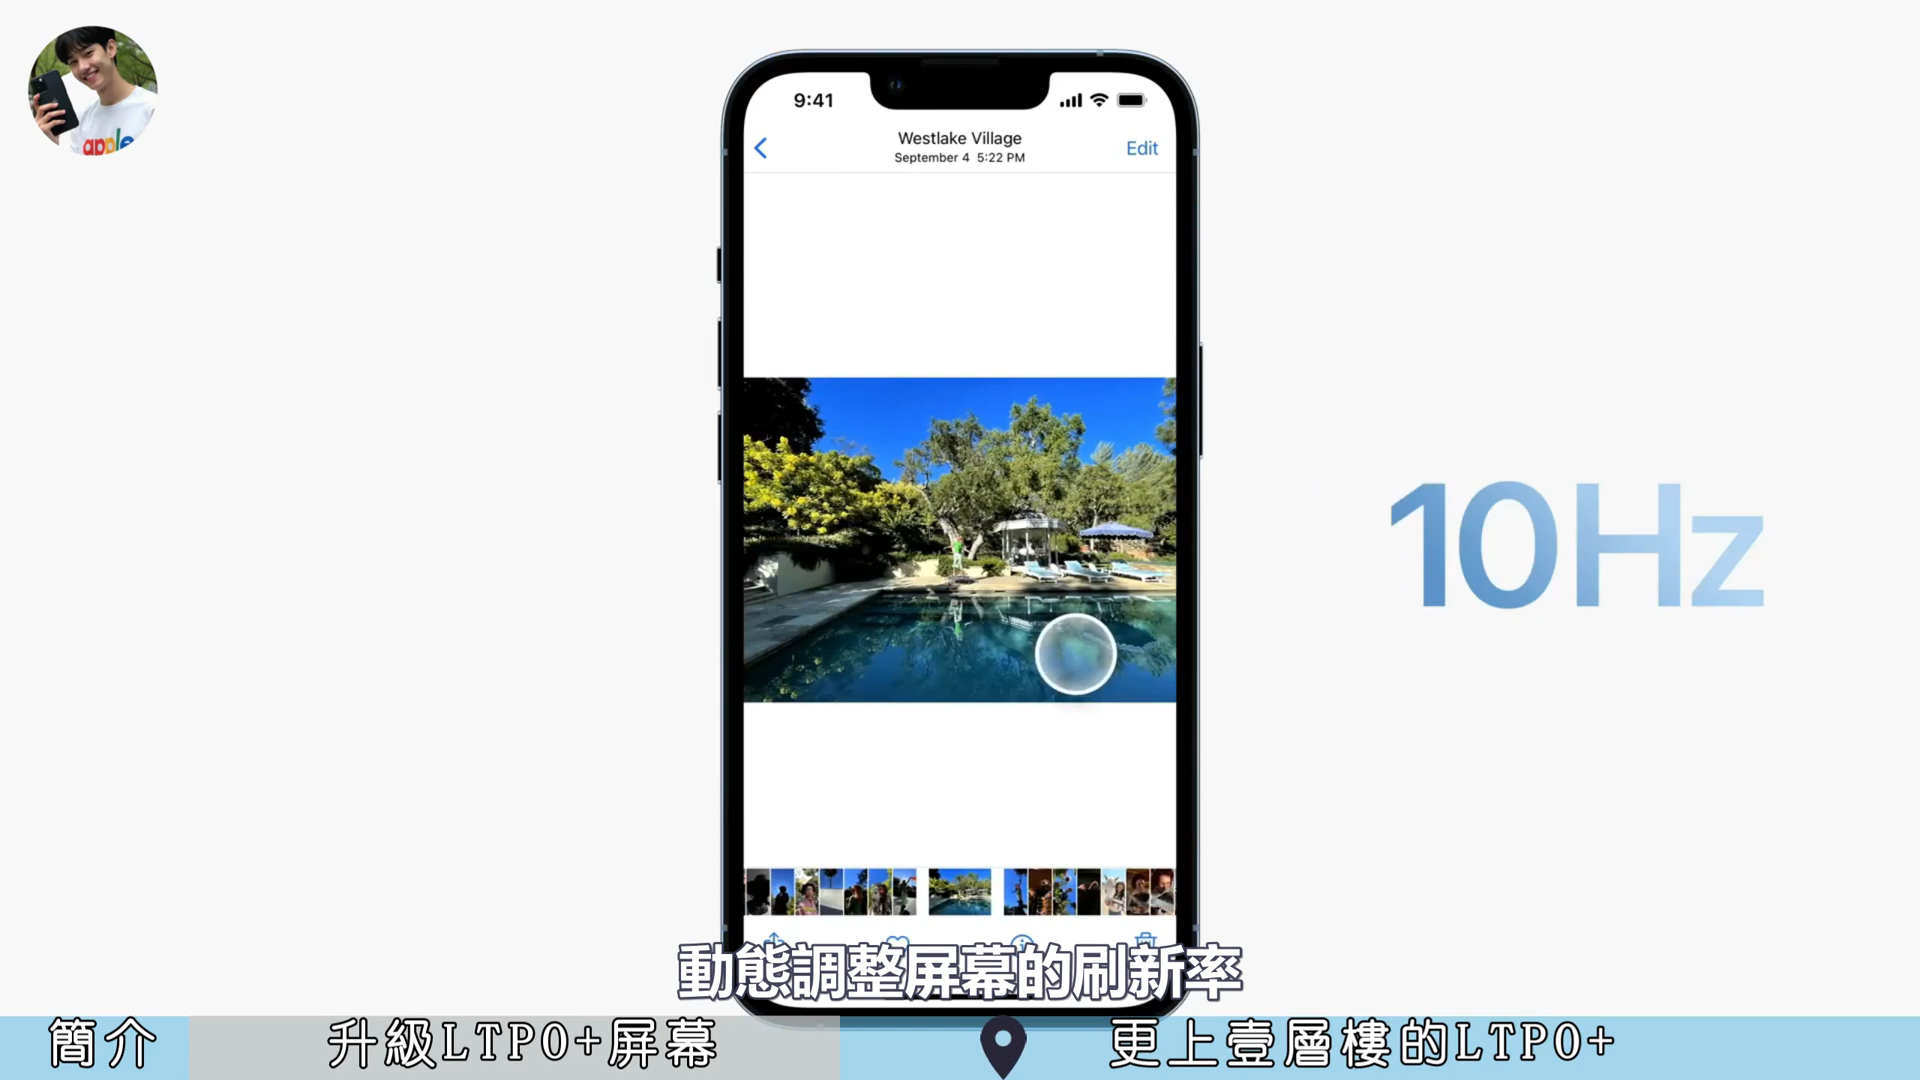 apple
9:41
Westlake Village
September 4 5:22 PM
Edit
10Hz
動態調整屏幕的刷新率
簡介
升級LTPO+屏幕
更上壹層樓的LTPO+